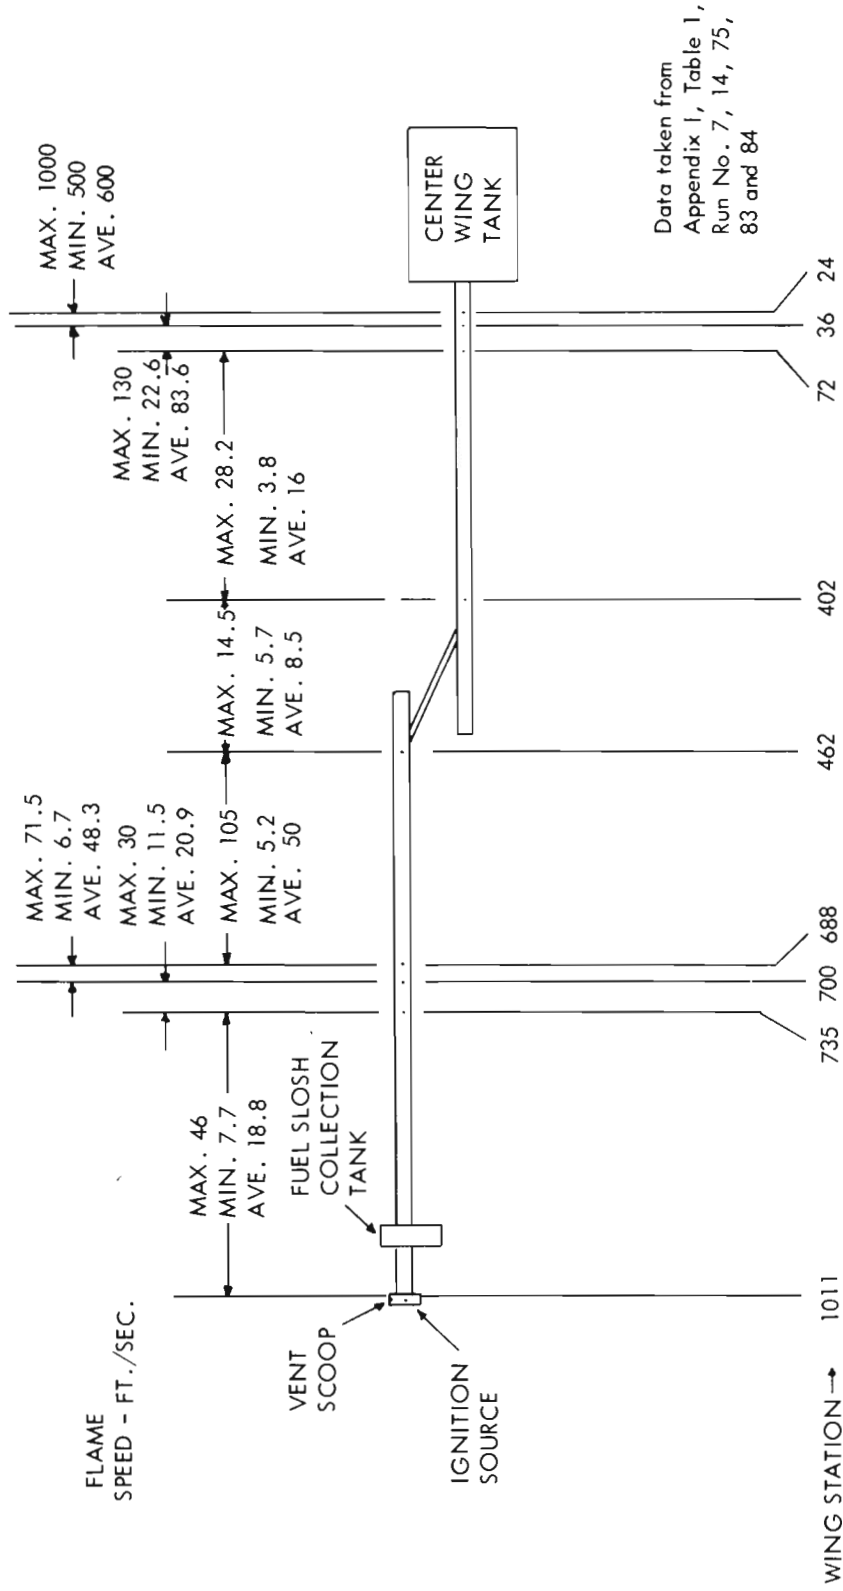 FLAME
SPEED - FT./SEC.
MAX. 46
MIN. 7.7
AVE. 18.8
MAX. 71.5
MIN. 6.7
AVE. 48.3
MAX. 30
MIN. 11.5
AVE. 20.9
MAX. 105
MIN. 5.2
AVE. 50
MAX. 14.5
MIN. 5.7
AVE. 8.5
MAX. 28.2
MIN. 3.8
AVE. 16
MAX. 130
MIN. 22.6
AVE. 83.6
MAX. 1000
MIN. 500
AVE. 600
VENT
SCOOP
IGNITION
SOURCE
FUEL SLOSH
COLLECTION
TANK
CENTER
WING
TANK
Data taken from
Appendix I, Table 1,
Run No. 7, 14, 75,
83 and 84
WING STATION → 1011 735 700 688 462 402 72 36 24